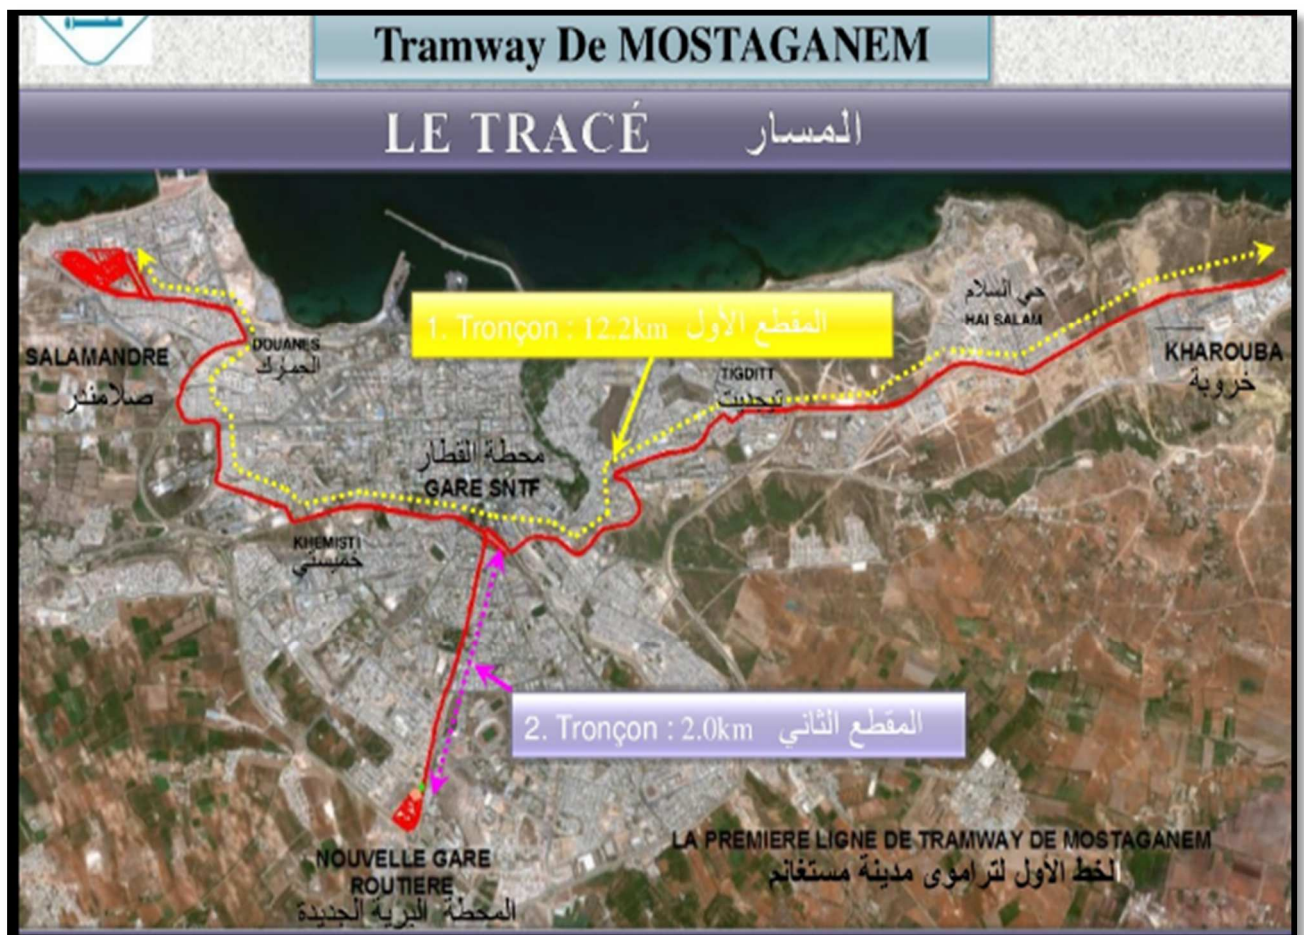 Tramway De MOSTAGANEM
LE TRACÉ المسار
SALAMANDRE
صلامندر
DOUANES
الجمارك
1. Tronçon : 12.2km المقطع الأول
حي السلام
HAI SALAM
KHAROUBA
خروبة
TIGDITT
تيجديت
محطة القطار
GARE SNTF
KHEMISTI
خميستي
2. Tronçon : 2.0km المقطع الثاني
NOUVELLE GARE
ROUTIERE
المحطة البرية الجديدة
LA PREMIERE LIGNE DE TRAMWAY DE MOSTAGANEM
الخط الأول لتراموى مدينة مستغانم